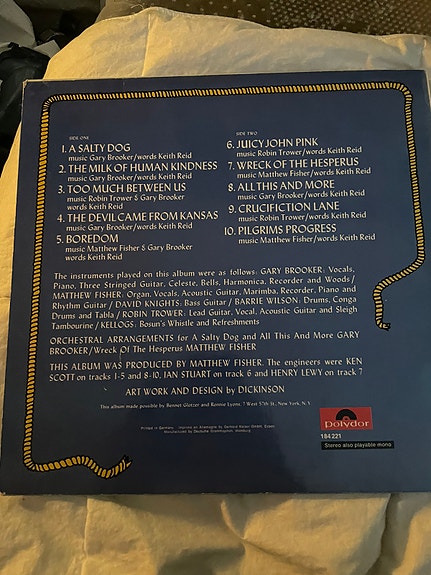 SIDE ONE
1. A SALTY DOG
music Gary Brooker/words Keith Reid
2. THE MILK OF HUMAN KINDNESS
music Gary Brooker/words Keith Reid
3. TOO MUCH BETWEEN US
music Robin Trower & Gary Brooker
words Keith Reid
4. THE DEVIL CAME FROM KANSAS
music Gary Brooker/words Keith Reid
5. BOREDOM
music Matthew Fisher & Gary Brooker
words Keith Reid
SIDE TWO
6. JUICY JOHN PINK
music Robin Trower/words Keith Reid
7. WRECK OF THE HESPERUS
music Matthew Fisher/words Keith Reid
8. ALL THIS AND MORE
music Gary Brooker/words Keith Reid
9. CRUCIFICTION LANE
music Robin Trower/words Keith Reid
10. PILGRIMS PROGRESS
music Matthew Fisher/words Keith Reid
The instruments played on this album were as follows: GARY BROOKER: Vocals,
Piano, Three Stringed Guitar, Celeste, Bells, Harmonica, Recorder and Woods/
MATTHEW FISHER: Organ, Vocals, Acoustic Guitar, Marimba, Recorder, Piano and
Rhythm Guitar/ DAVID KNIGHTS: Bass Guitar/ BARRIE WILSON: Drums, Conga
Drums and Tabla/ROBIN TROWER: Lead Guitar, Vocal, Acoustic Guitar and Sleigh
Tambourine/ KELLOGS: Bosun's Whistle and Refreshments
ORCHESTRAL ARRANGEMENTS for A Salty Dog and All This And More GARY
BROOKER/Wreck Of The Hesperus MATTHEW FISHER
THIS ALBUM WAS PRODUCED BY MATTHEW FISHER. The engineers were KEN
SCOTT on tracks 1-5 and 8-10. IAN STUART on track 6 and HENRY LEWY on track 7
ART WORK AND DESIGN by DICKINSON
This album made possible by Bennet Glotzer and Ronnie Lyons, 7 West 57th St., New York, N.Y.
Printed in Germany
Manufactured by Deutsche Grammophon, Hamburg
polydor
184221
Stereo also playable mono